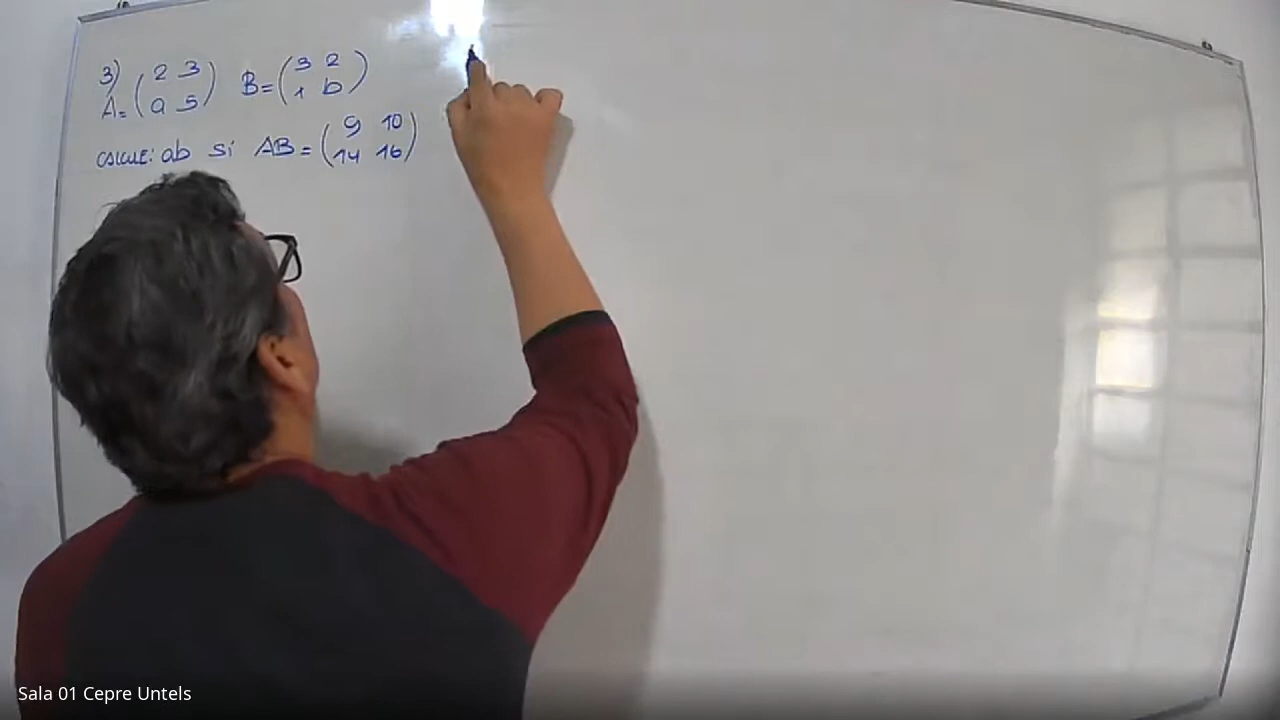 3)
A=(2 3
a 5) B=(3 2
1 b)
CALCULE: ab si AB=(9 10
14 16)
Sala 01 Cepre Untels